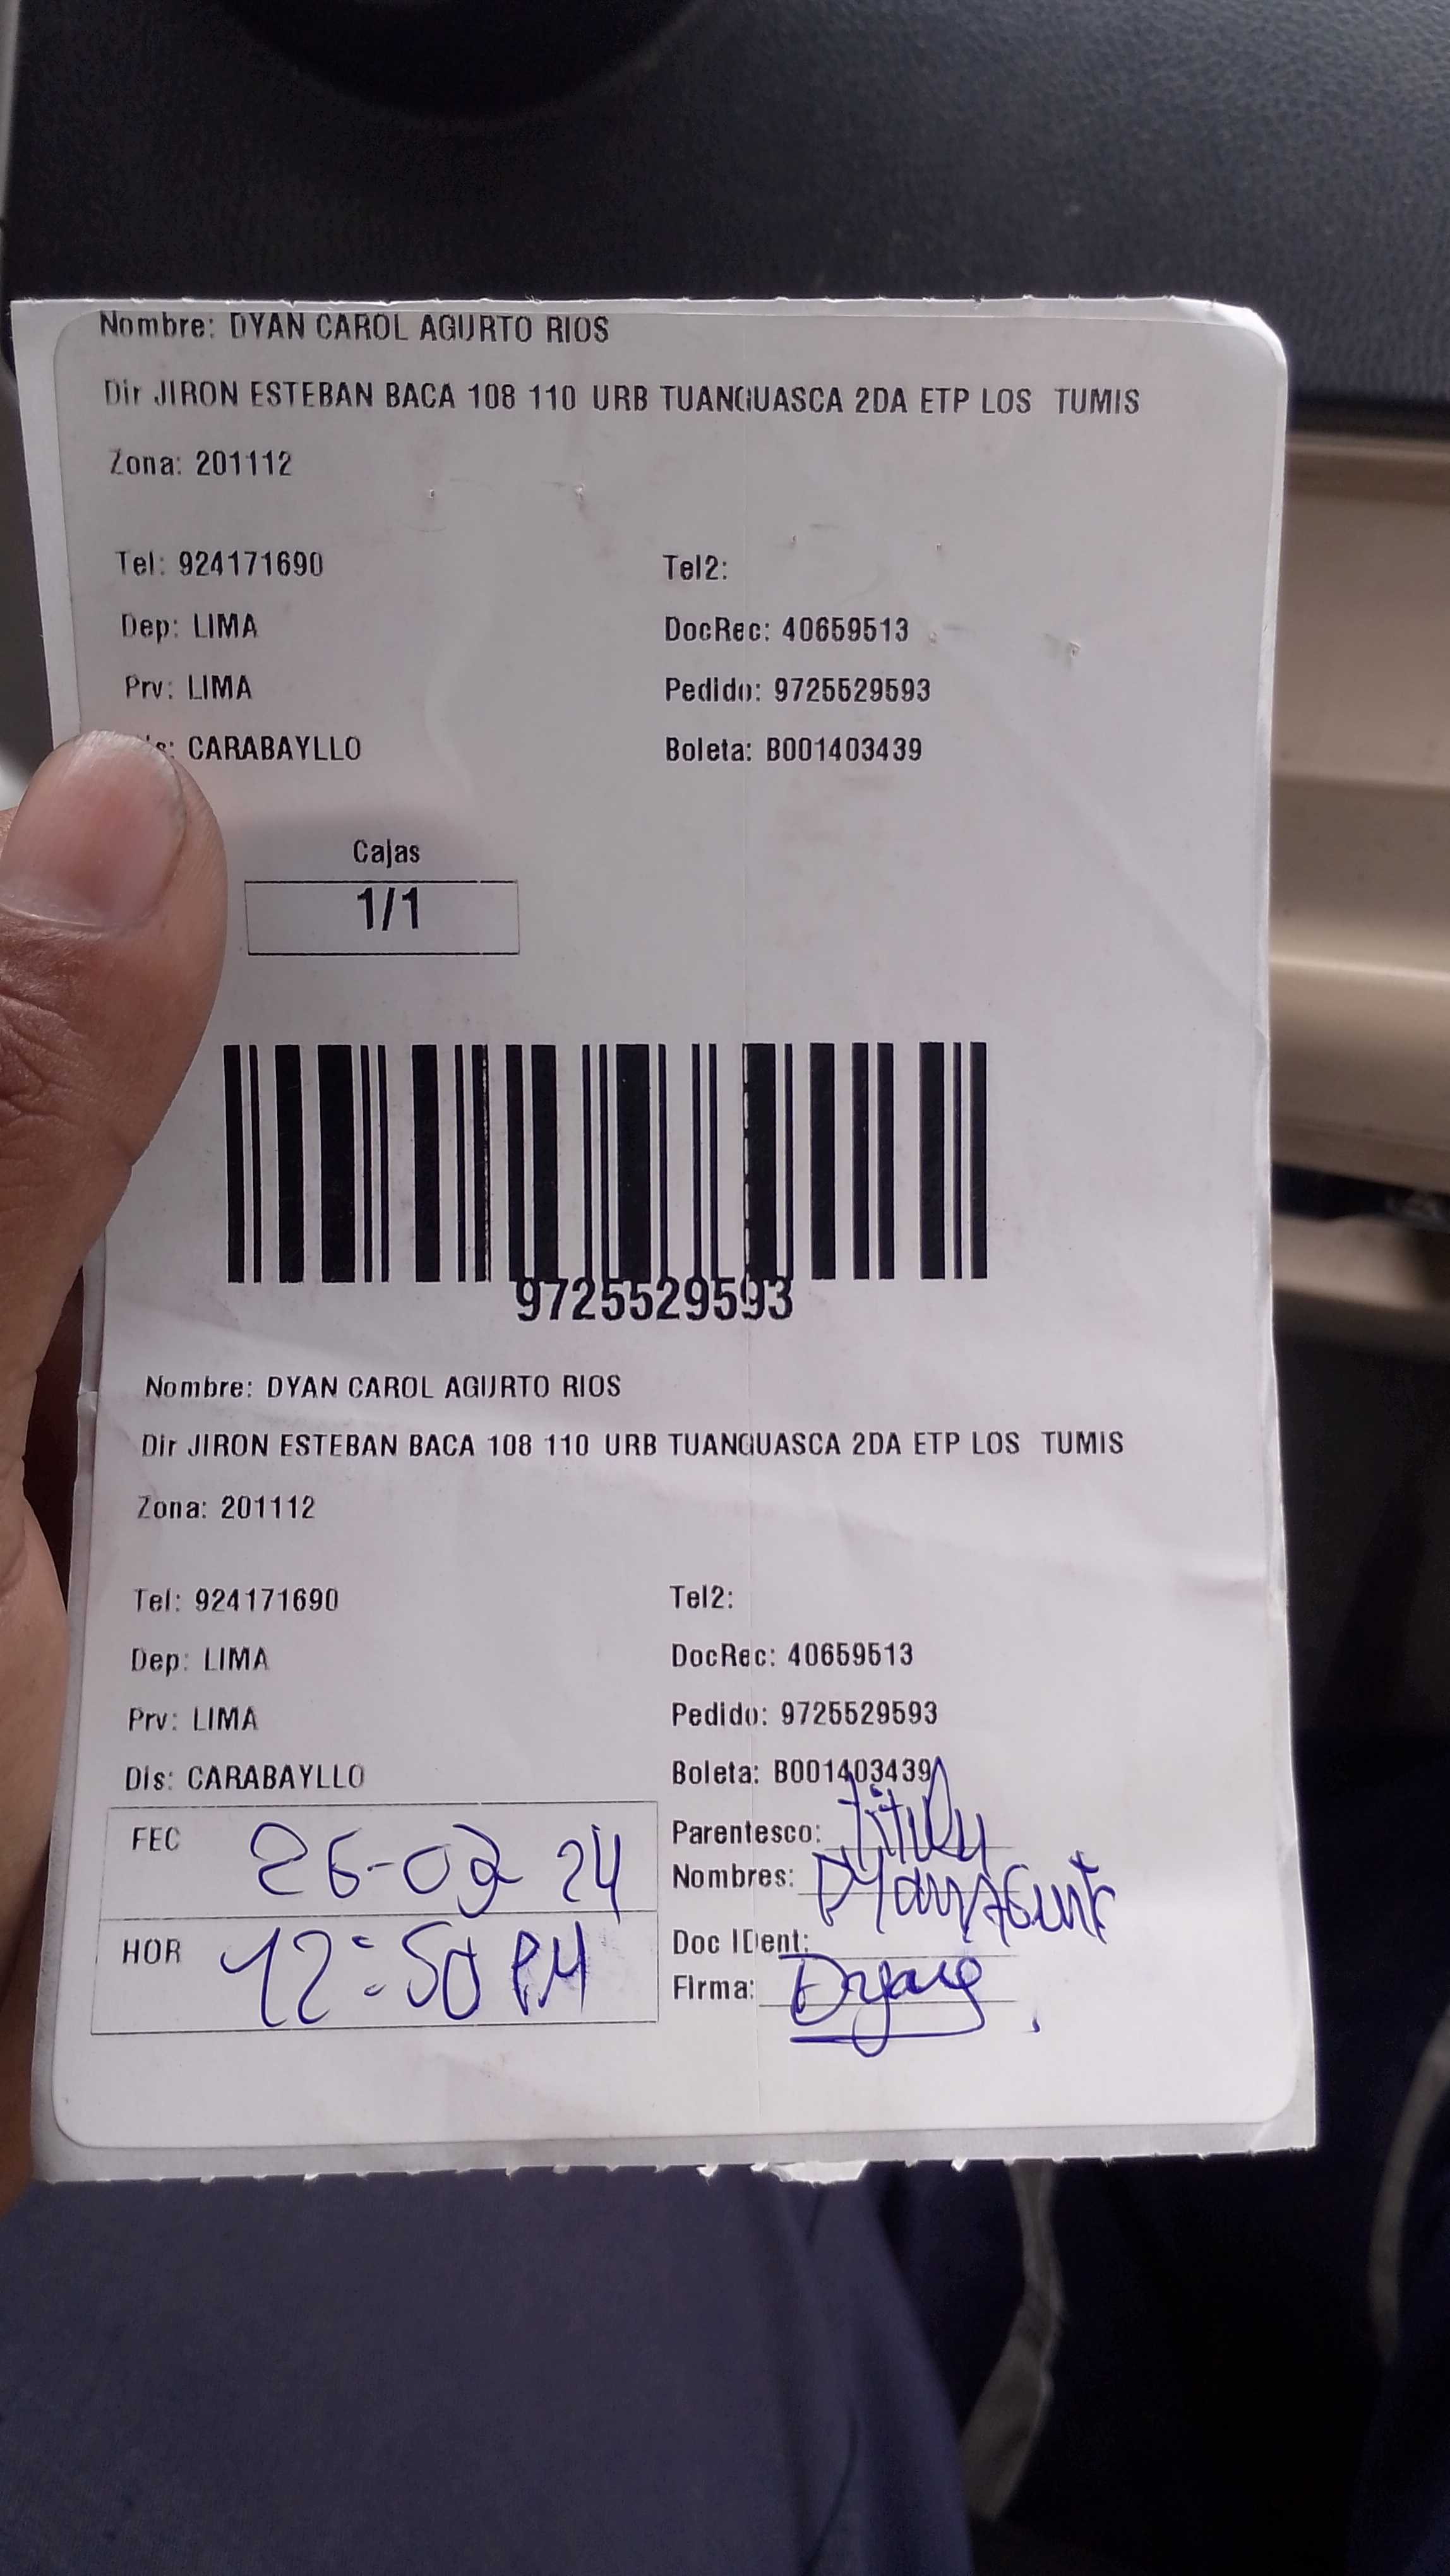 Nombre: DYAN CAROL AGURTO RIOS
Dir JIRON ESTEBAN BACA 108 110 URB TUANGUASCA 2DA ETP LOS TUMIS
Zona: 201112
Tel: 924171690 Tel2:
Dep: LIMA DocRec: 40659513
Prv: LIMA Pedido: 9725529593
CARABAYLLO Boleta: B001403439
Cajas
1/1
9725529593
Nombre: DYAN CAROL AGURTO RIOS
Dir JIRON ESTEBAN BACA 108 110 URB TUANGUASCA 2DA ETP LOS TUMIS
Zona: 201112
Tel: 924171690 Tel2:
Dep: LIMA DocRec: 40659513
Prv: LIMA Pedido: 9725529593
Dis: CARABAYLLO Boleta: B001403439
FEC 26-02 24 Parentesco:
Nombres: Dyan Agurto
HOR 12:50 PM Doc IDent:
Firma: